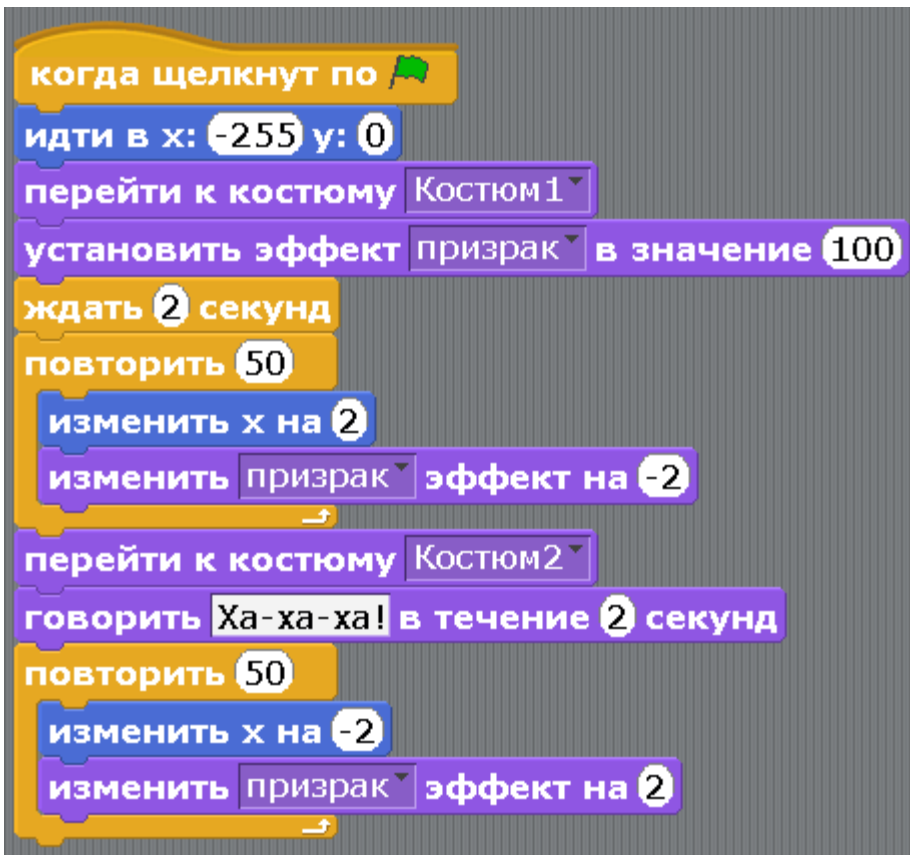 когда щелкнут по
идти в x: -255 y: 0
перейти к костюму Костюм1
установить эффект призрак в значение 100
ждать 2 секунд
повторить 50
изменить х на 2
изменить призрак эффект на -2
перейти к костюму Костюм2
говорить Ха-ха-ха! в течение 2 секунд
повторить 50
изменить х на -2
изменить призрак эффект на 2